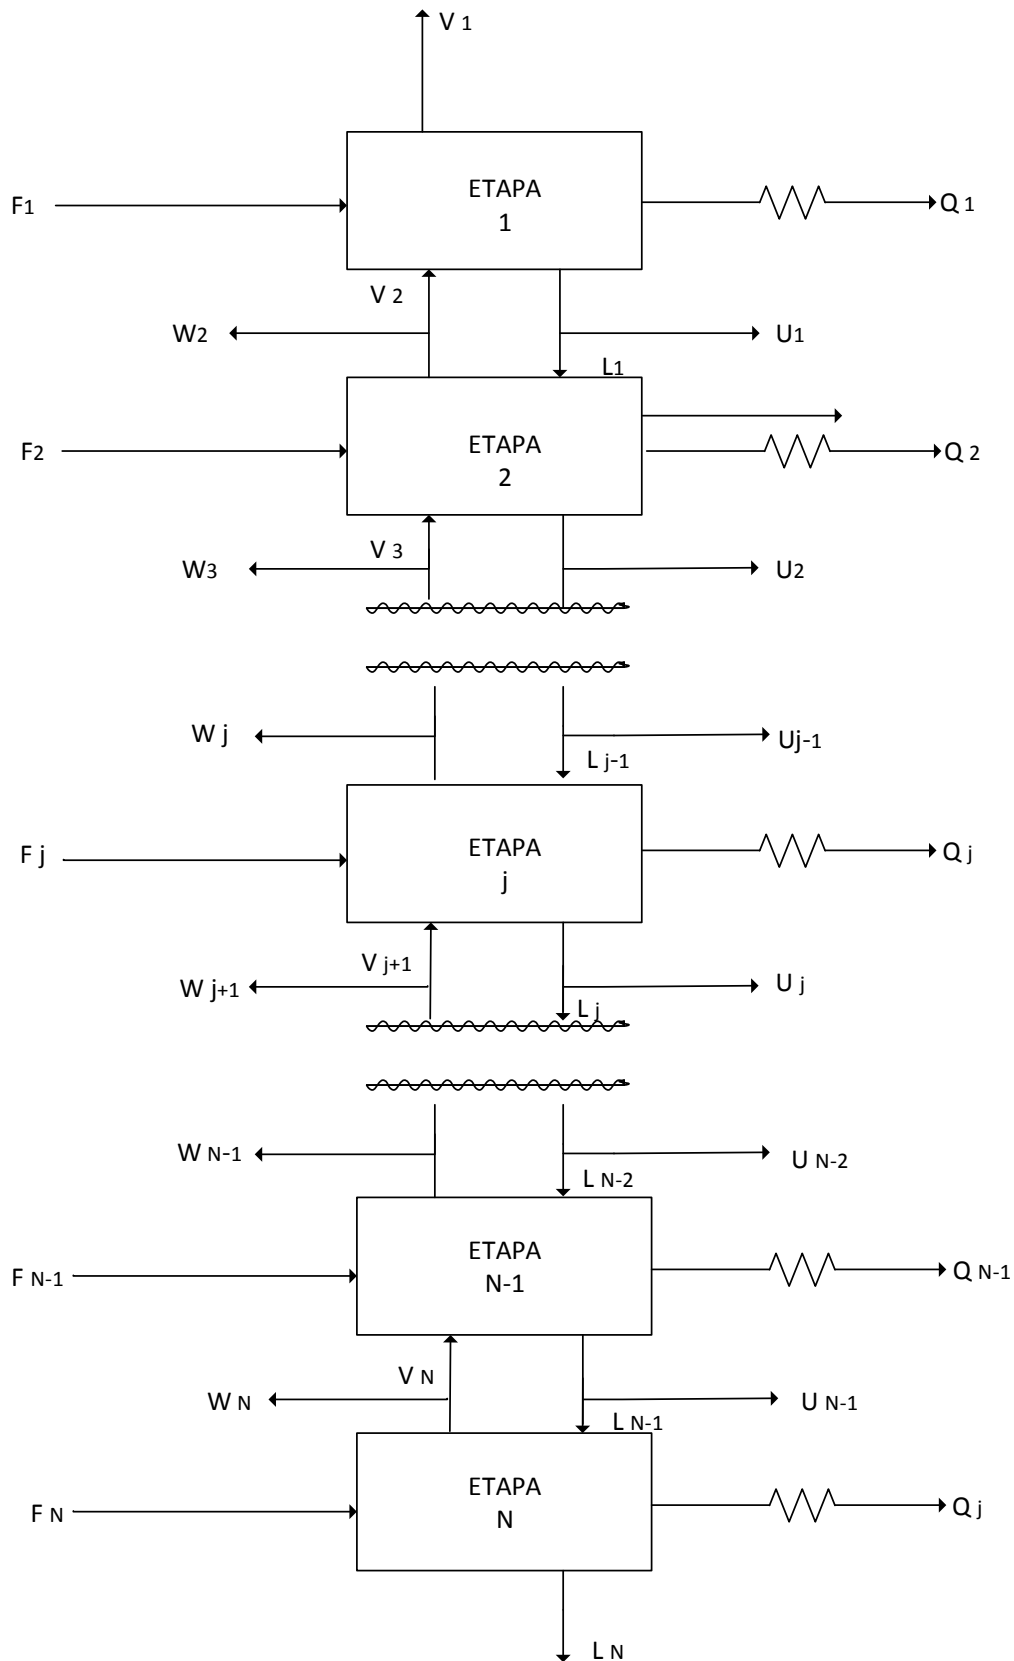 V 1
ETAPA
1
F1
Q 1
V 2
W2
U1
L1
ETAPA
2
F2
Q 2
V 3
W3
U2
W j
Uj-1
L j-1
ETAPA
j
F j
Q j
V j+1
W j+1
U j
L j
W N-1
U N-2
L N-2
ETAPA
N-1
F N-1
Q N-1
V N
W N
U N-1
L N-1
ETAPA
N
F N
Q j
L N